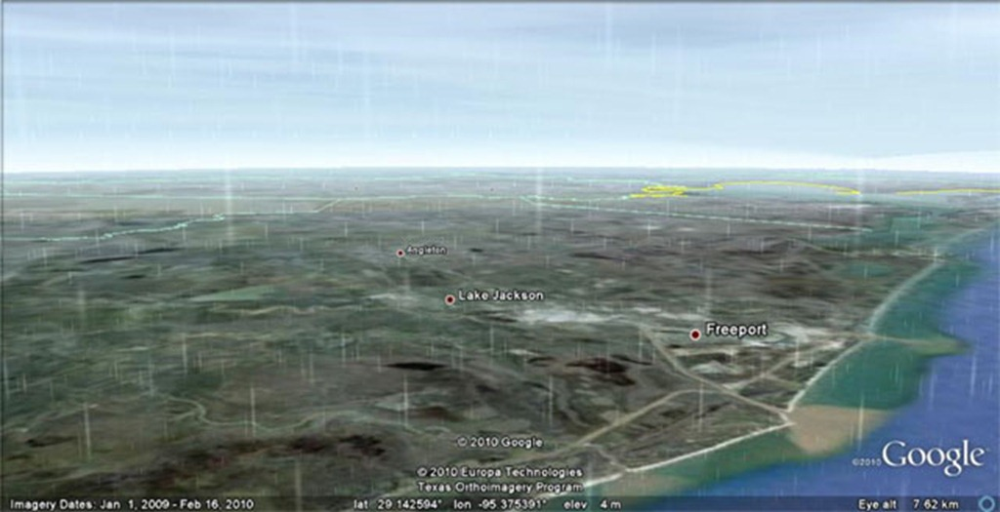 Angleton
Lake Jackson
Freeport
© 2010 Google
© 2010 Europa Technologies
Texas Orthoimagery Program
©2010 Google™
Imagery Dates: Jan 1, 2009 - Feb 16, 2010 lat 29.142594° lon -95.375391° elev 4 m Eye alt 7.62 km